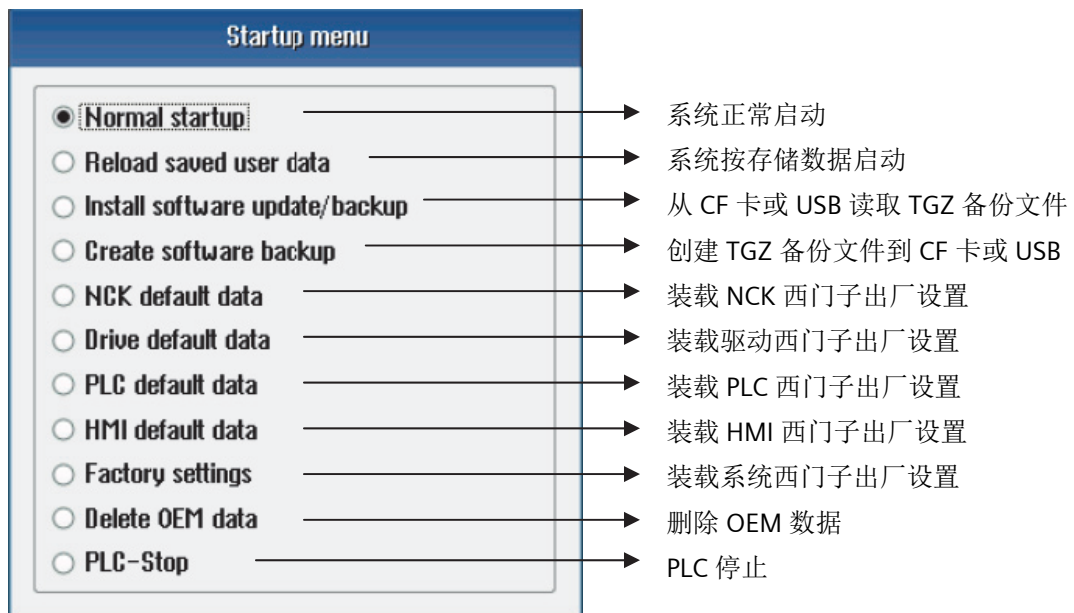 Startup menu
Normal startup 系统正常启动
Reload saved user data 系统按存储数据启动
Install software update/backup 从 CF 卡或 USB 读取 TGZ 备份文件
Create software backup 创建 TGZ 备份文件到 CF 卡或 USB
NCK default data 装载 NCK 西门子出厂设置
Drive default data 装载驱动西门子出厂设置
PLC default data 装载 PLC 西门子出厂设置
HMI default data 装载 HMI 西门子出厂设置
Factory settings 装载系统西门子出厂设置
Delete OEM data 删除 OEM 数据
PLC-Stop PLC 停止